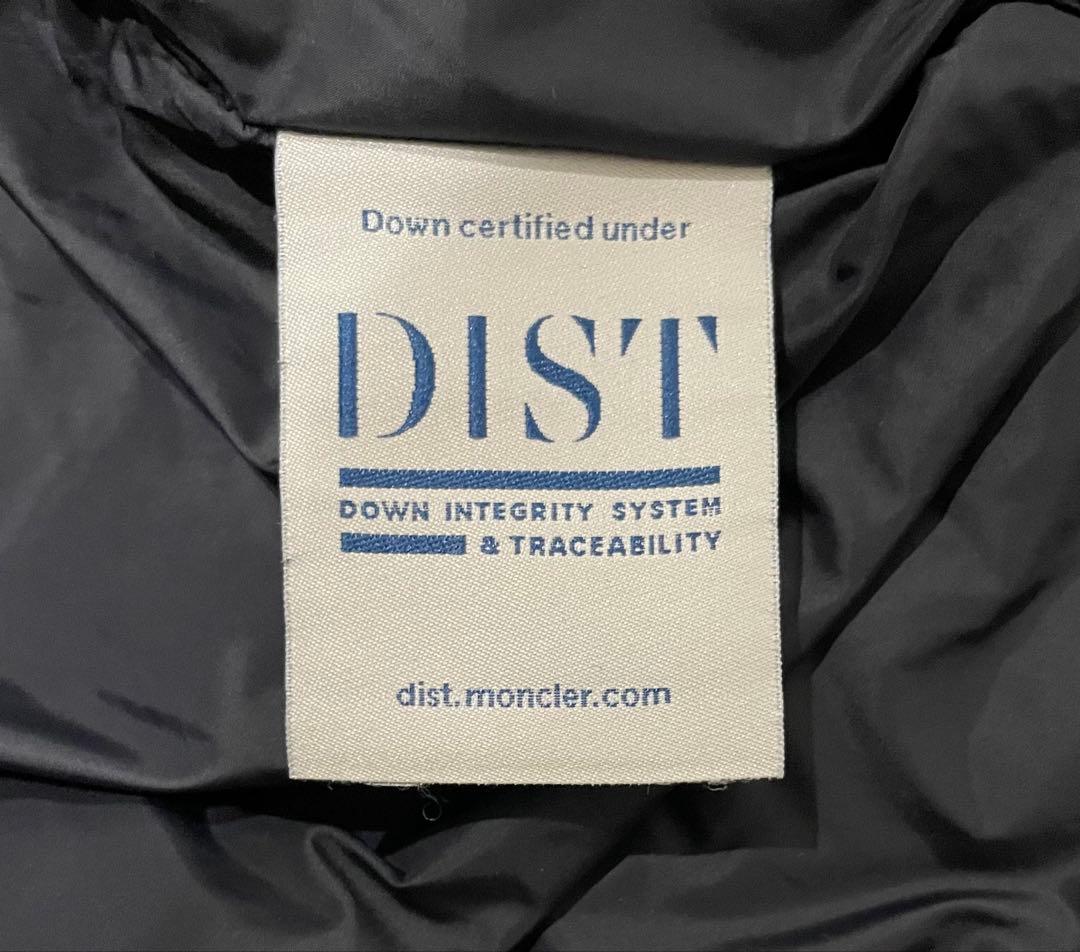 Down certified under
DIST
DOWN INTEGRITY SYSTEM
& TRACEABILITY
dist.moncler.com